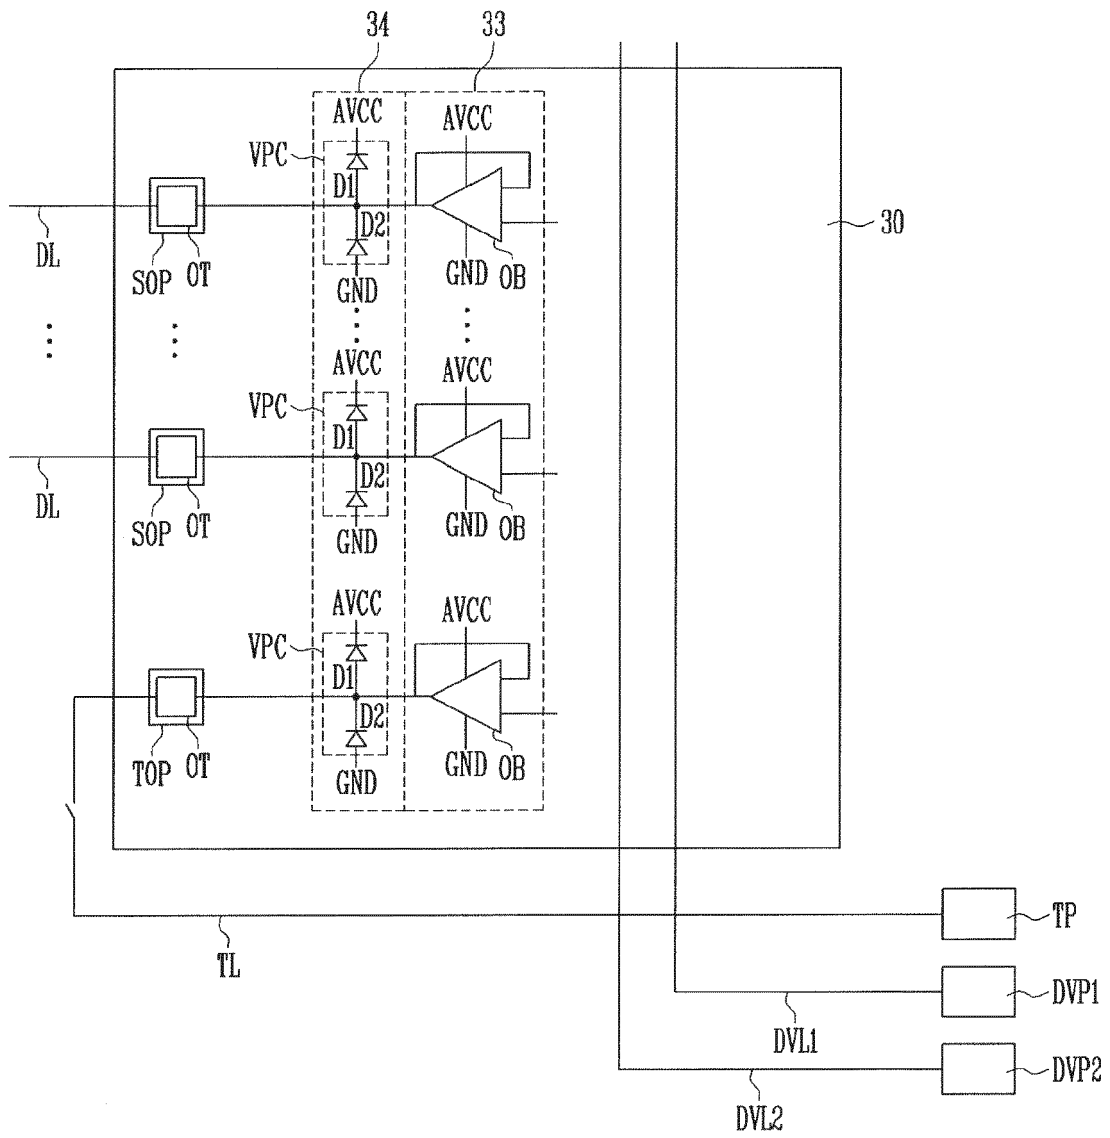 34
33
AVCC
AVCC
VPC
D1
D2
30
DL
SOP
OT
GND
GND
OB
AVCC
AVCC
VPC
D1
D2
DL
SOP
OT
GND
GND
OB
AVCC
AVCC
VPC
D1
D2
TOP
OT
GND
GND
OB
TP
TL
DVP1
DVL1
DVP2
DVL2